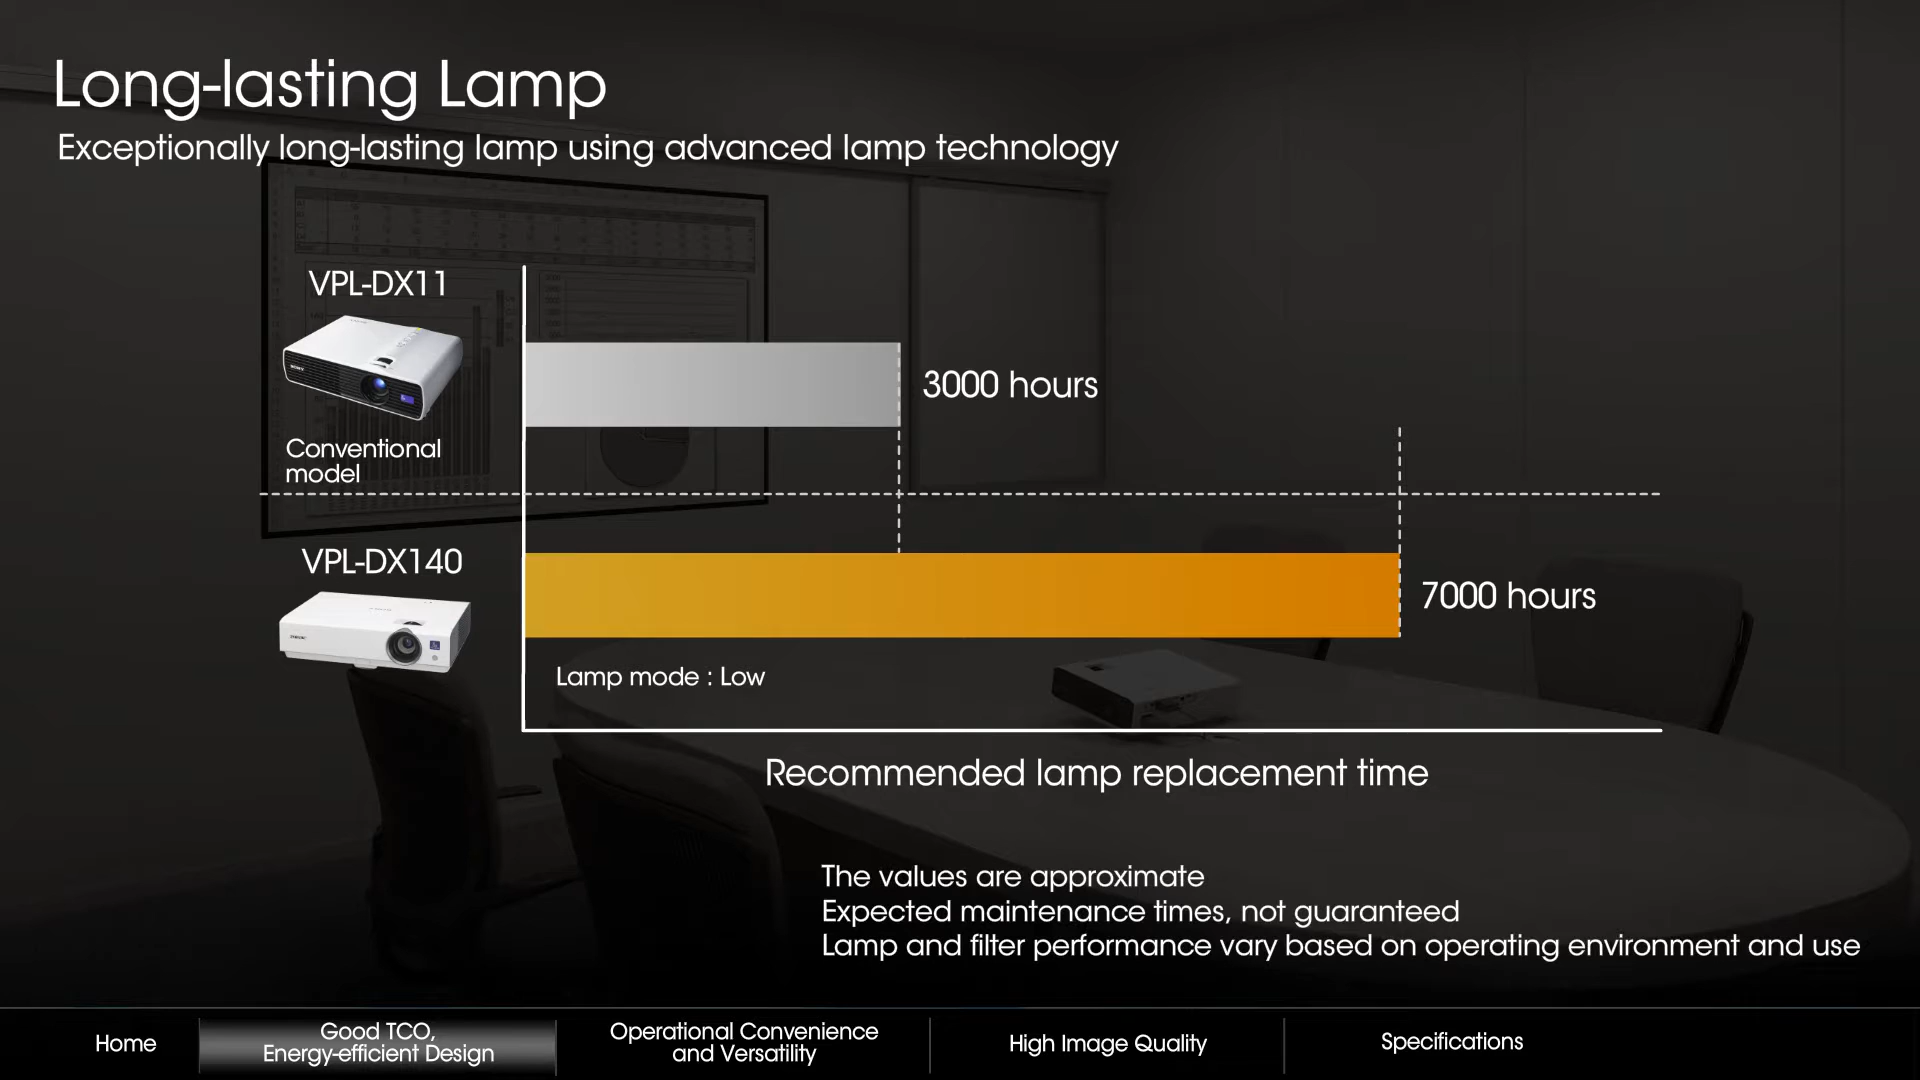 Long-lasting Lamp
Exceptionally long-lasting lamp using advanced lamp technology
VPL-DX11
SONY
3000 hours
Conventional
model
VPL-DX140
7000 hours
Lamp mode : Low
Recommended lamp replacement time
The values are approximate
Expected maintenance times, not guaranteed
Lamp and filter performance vary based on operating environment and use
Home
Good TCO,
Energy-efficient Design
Operational Convenience
and Versatility
High Image Quality
Specifications